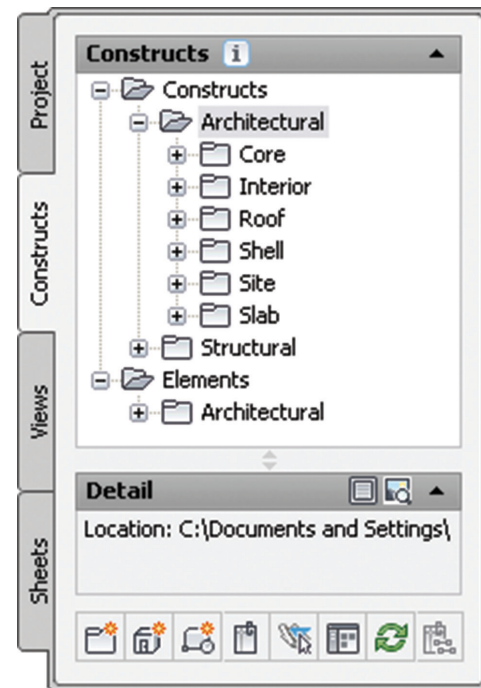 Project
Constructs
Views
Sheets
Constructs i
Constructs
Architectural
Core
Interior
Roof
Shell
Site
Slab
Structural
Elements
Architectural
Detail
Location: C:\Documents and Settings\